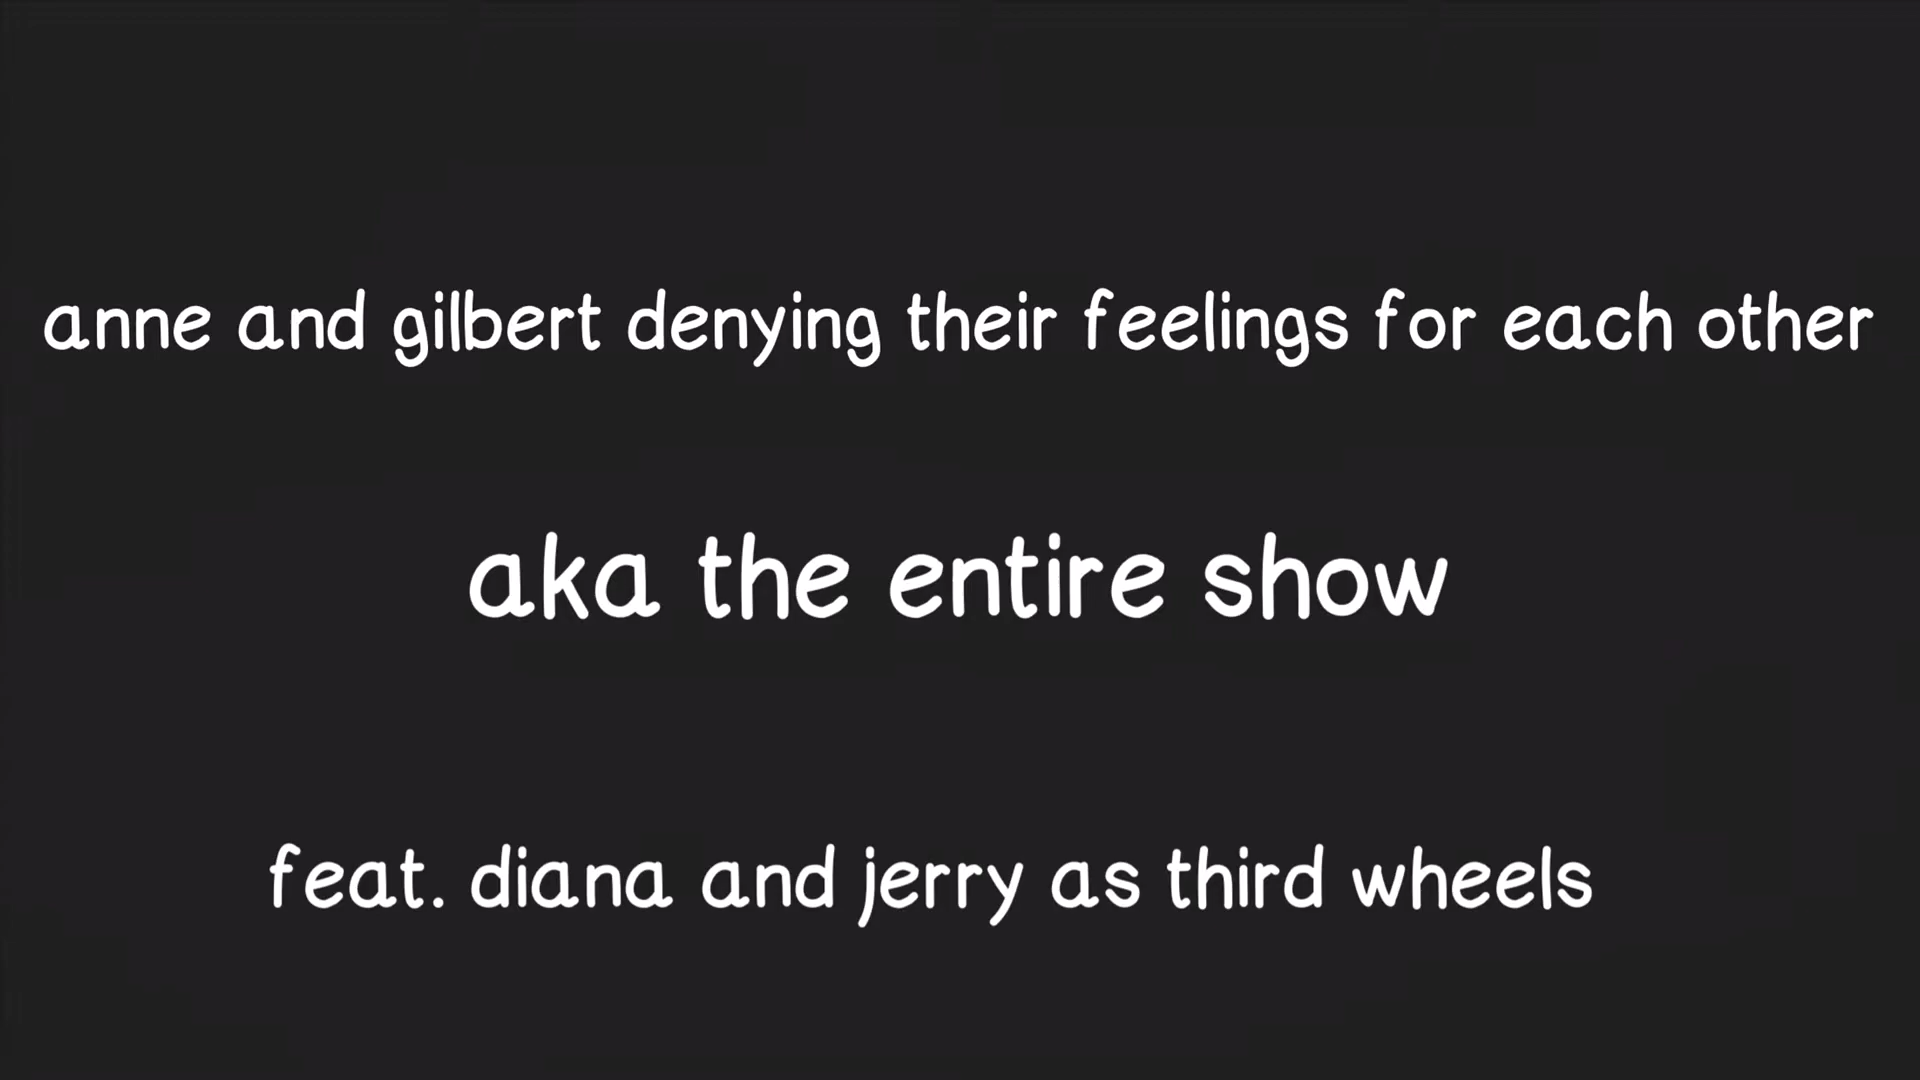 anne and gilbert denying their feelings for each other
aka the entire show
feat. diana and jerry as third wheels